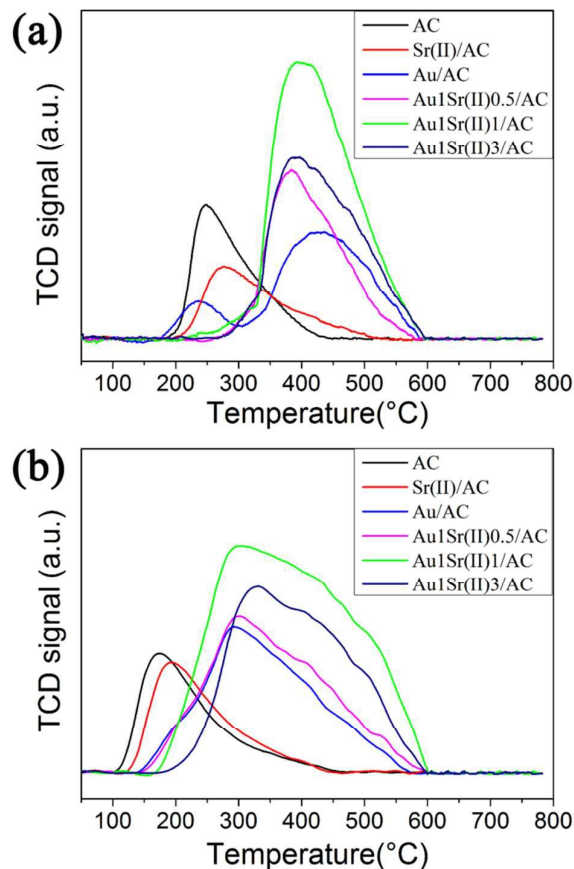 (a)
TCD signal (a.u.)
AC
Sr(II)/AC
Au/AC
Au1Sr(II)0.5/AC
Au1Sr(II)1/AC
Au1Sr(II)3/AC
100 200 300 400 500 600 700 800
Temperature(°C)
(b)
TCD signal (a.u.)
AC
Sr(II)/AC
Au/AC
Au1Sr(II)0.5/AC
Au1Sr(II)1/AC
Au1Sr(II)3/AC
100 200 300 400 500 600 700 800
Temperature(°C)